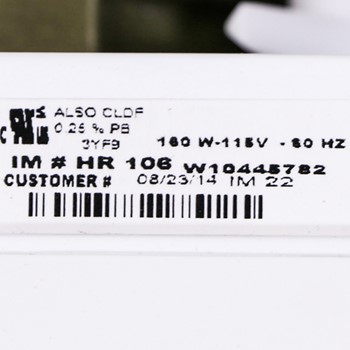 ALSO CLDF
0.25 % PB
3YF9
160 W-115V - 60 HZ
IM # HR 106 W10445782
CUSTOMER # 08/23/14 IM 22